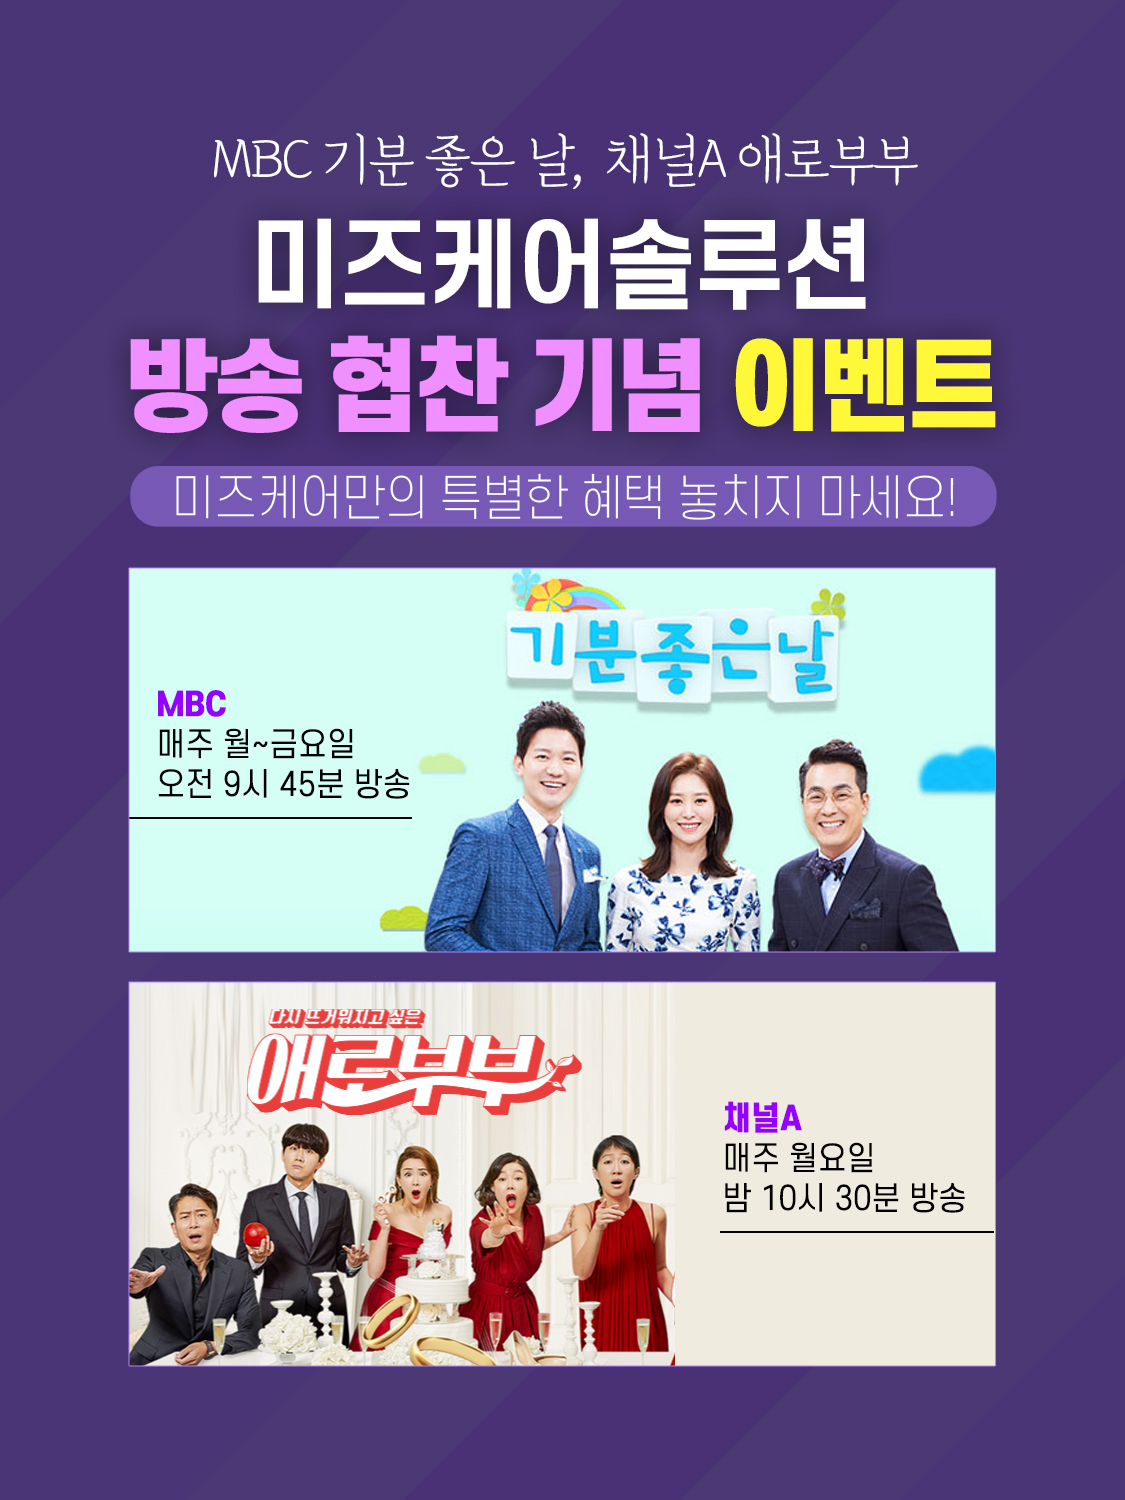 MBC 기분 좋은 날, 채널A 애로부부
미즈케어솔루션
방송 협찬 기념 이벤트
미즈케어만의 특별한 혜택 놓치지 마세요!
기분좋은날
MBC
매주 월~금요일
오전 9시 45분 방송
다시 뜨거워지고 싶은
애로부부
채널A
매주 월요일
밤 10시 30분 방송